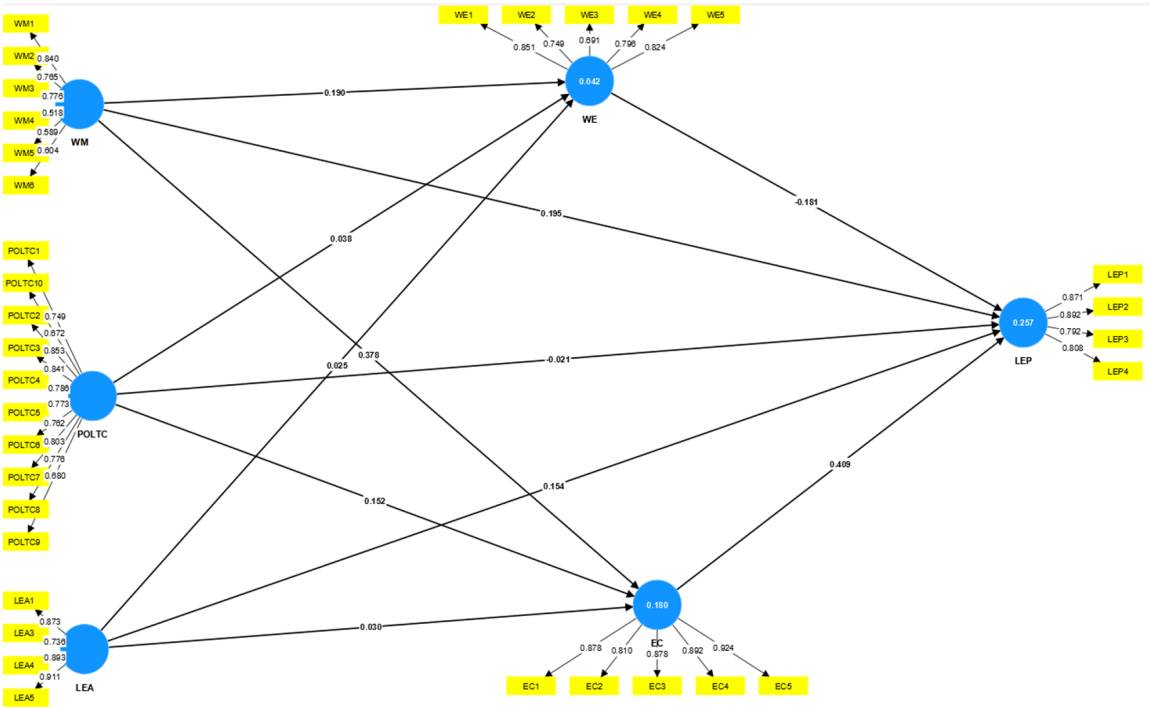 WM1
WM2
WM3
WM4
WM5
WM6
0.840
0.765
0.776
0.518
0.589
0.604
WM
WE1
WE2
WE3
WE4
WE5
0.851
0.749
0.691
0.796
0.824
0.042
WE
0.190
0.195
-0.181
0.038
0.378
0.025
-0.021
POLTC1
POLTC10
POLTC2
POLTC3
POLTC4
POLTC5
POLTC6
POLTC7
POLTC8
POLTC9
0.749
0.672
0.853
0.841
0.786
0.773
0.762
0.803
0.776
0.680
POLTC
LEP1
LEP2
LEP3
LEP4
0.871
0.892
0.792
0.808
0.257
LEP
0.152
0.154
0.409
0.030
LEA1
LEA3
LEA4
LEA5
0.873
0.736
0.893
0.911
LEA
0.180
EC
0.878
0.810
0.878
0.892
0.924
EC1
EC2
EC3
EC4
EC5